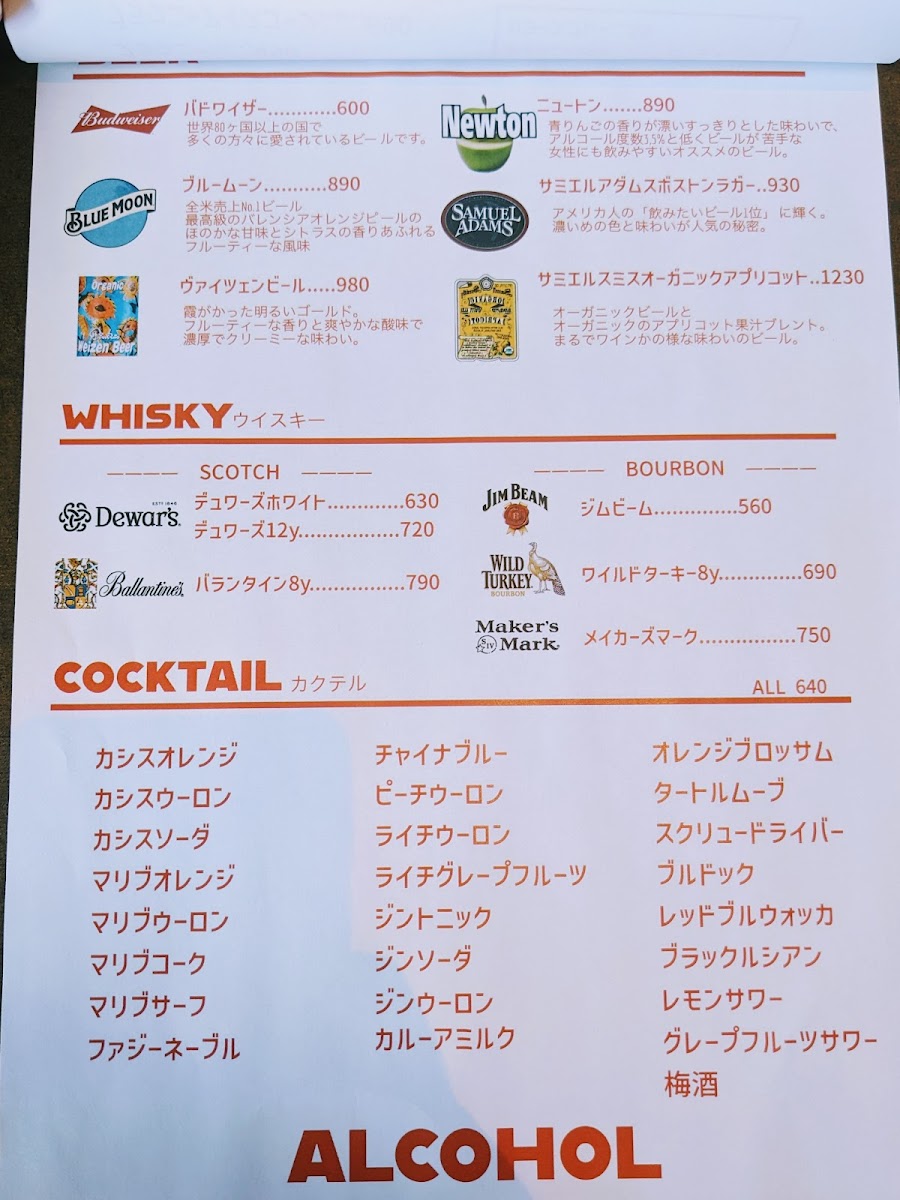 BEER
Budweiser
バドワイザー............600
世界80ヶ国以上の国で
多くの方々に愛されているビールです。
BLUE MOON
ブルームーン...........890
全米売上No.1ビール
最高級のバレンシアオレンジピールの
ほのかな甘味とシトラスの香りあふれる
フルーティーな風味
Organic
Weizen Beer
ヴァイツェンビール.....980
霞がかった明るいゴールド。
フルーティーな香りと爽やかな酸味で
濃厚でクリーミーな味わい。
Newton
ニュートン.......890
青りんごの香りが漂いすっきりとした味わいで、
アルコール度数3,5%と低くビールが苦手な
女性にも飲みやすいオススメのビール。
SAMUEL
ADAMS
サミエルアダムスボストンラガー..930
アメリカ人の「飲みたいビール1位」に輝く。
濃いめの色と味わいが人気の秘密。
サミエルスミスオーガニックアプリコット..1230
オーガニックビールと
オーガニックのアプリコット果汁ブレント。
まるでワインかの様な味わいのビール。
WHISKY ウイスキー
———— SCOTCH ————
Dewar's
デュワーズホワイト..............630
デュワーズ12y..................720
Ballantine's
バランタイン8y.................790
———— BOURBON ————
JIM BEAM
ジムビーム...............560
WILD
TURKEY
BOURBON
ワイルドターキー8y...............690
Maker's
SIV Mark
メイカーズマーク.................750
COCKTAIL カクテル
ALL 640
カシスオレンジ
カシスウーロン
カシスソーダ
マリブオレンジ
マリブウーロン
マリブコーク
マリブサーフ
ファジーネーブル
チャイナブルー
ピーチウーロン
ライチウーロン
ライチグレープフルーツ
ジントニック
ジンソーダ
ジンウーロン
カルーアミルク
オレンジブロッサム
タートルムーブ
スクリュードライバー
ブルドック
レッドブルウォッカ
ブラックルシアン
レモンサワー
グレープフルーツサワー
梅酒
ALCOHOL